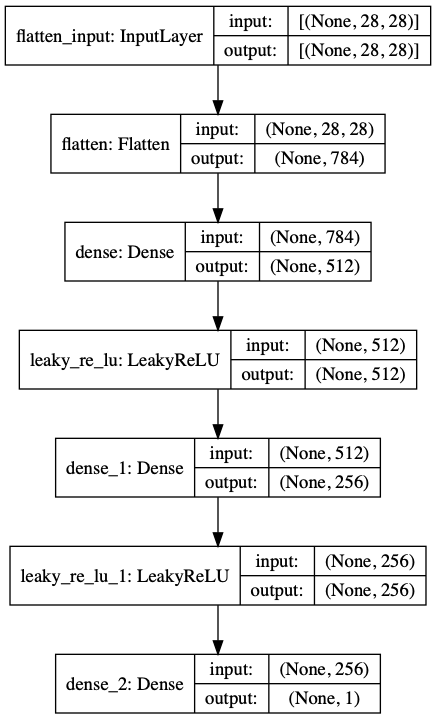 flatten_input: InputLayer
input: [(None, 28, 28)]
output: [(None, 28, 28)]
flatten: Flatten
input: (None, 28, 28)
output: (None, 784)
dense: Dense
input: (None, 784)
output: (None, 512)
leaky_re_lu: LeakyReLU
input: (None, 512)
output: (None, 512)
dense_1: Dense
input: (None, 512)
output: (None, 256)
leaky_re_lu_1: LeakyReLU
input: (None, 256)
output: (None, 256)
dense_2: Dense
input: (None, 256)
output: (None, 1)